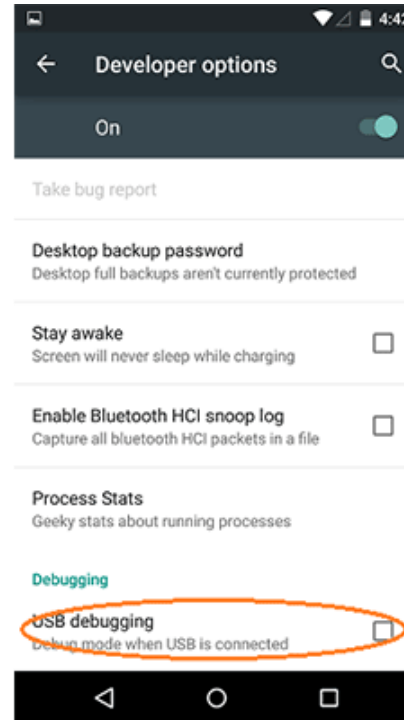 4:42
Developer options
On
Take bug report
Desktop backup password
Desktop full backups aren't currently protected
Stay awake
Screen will never sleep while charging
Enable Bluetooth HCI snoop log
Capture all bluetooth HCI packets in a file
Process Stats
Geeky stats about running processes
Debugging
USB debugging
Debug mode when USB is connected